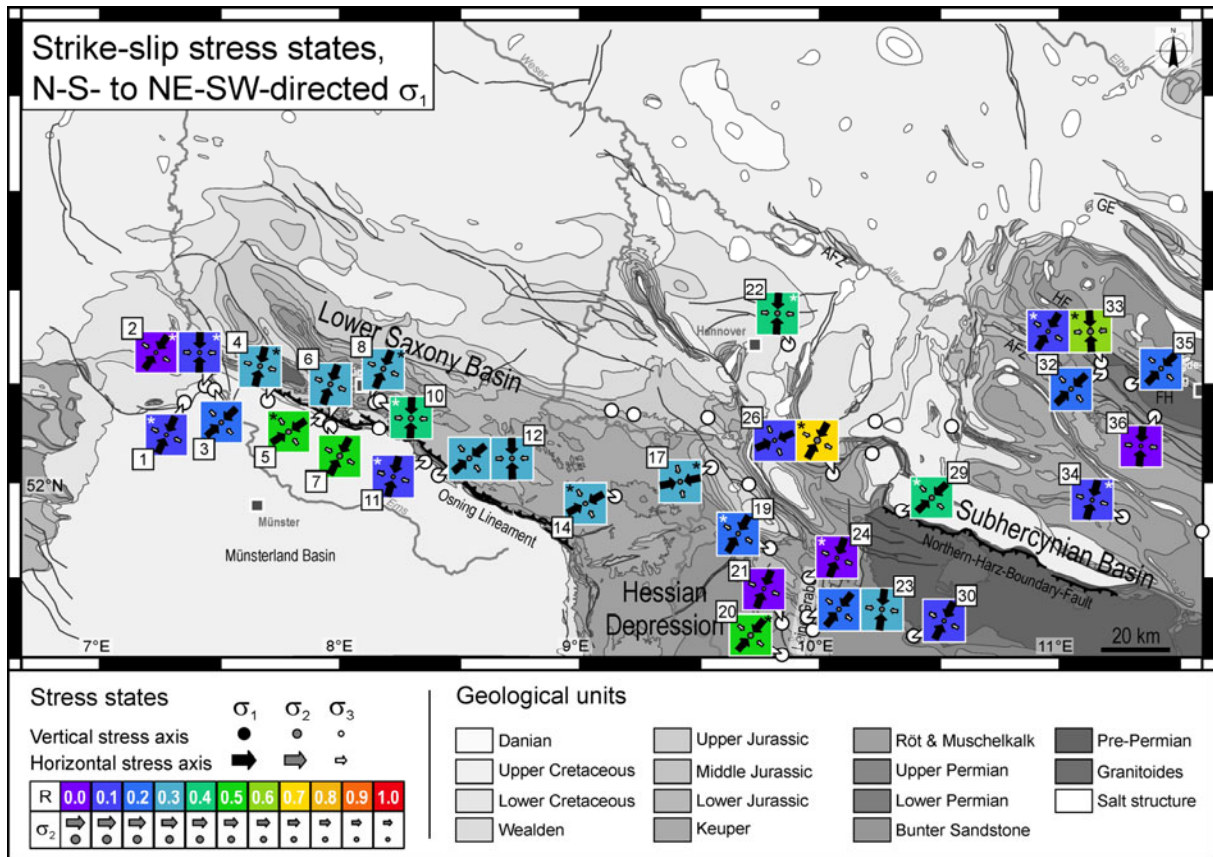 Strike-slip stress states,
N-S- to NE-SW-directed σ1
N
Weser
Elbe
Aller
AFZ
GE
HF
AFZ
FH
Lower Saxony Basin
Hannover
Osning Lineament
Ems
Münster
Münsterland Basin
Hessian
Depression
Subhercynian Basin
Northern-Harz-Boundary-Fault
52°N
7°E
8°E
9°E
10°E
11°E
20 km
1
2
3
4
5
6
7
8
10
11
12
14
17
19
20
21
22
23
24
26
29
30
32
33
34
35
36
Stress states
σ1 σ2 σ3
Vertical stress axis
Horizontal stress axis
R 0.0 0.1 0.2 0.3 0.4 0.5 0.6 0.7 0.8 0.9 1.0
σ2
Geological units
Danian
Upper Cretaceous
Lower Cretaceous
Wealden
Upper Jurassic
Middle Jurassic
Lower Jurassic
Keuper
Röt & Muschelkalk
Upper Permian
Lower Permian
Bunter Sandstone
Pre-Permian
Granitoides
Salt structure